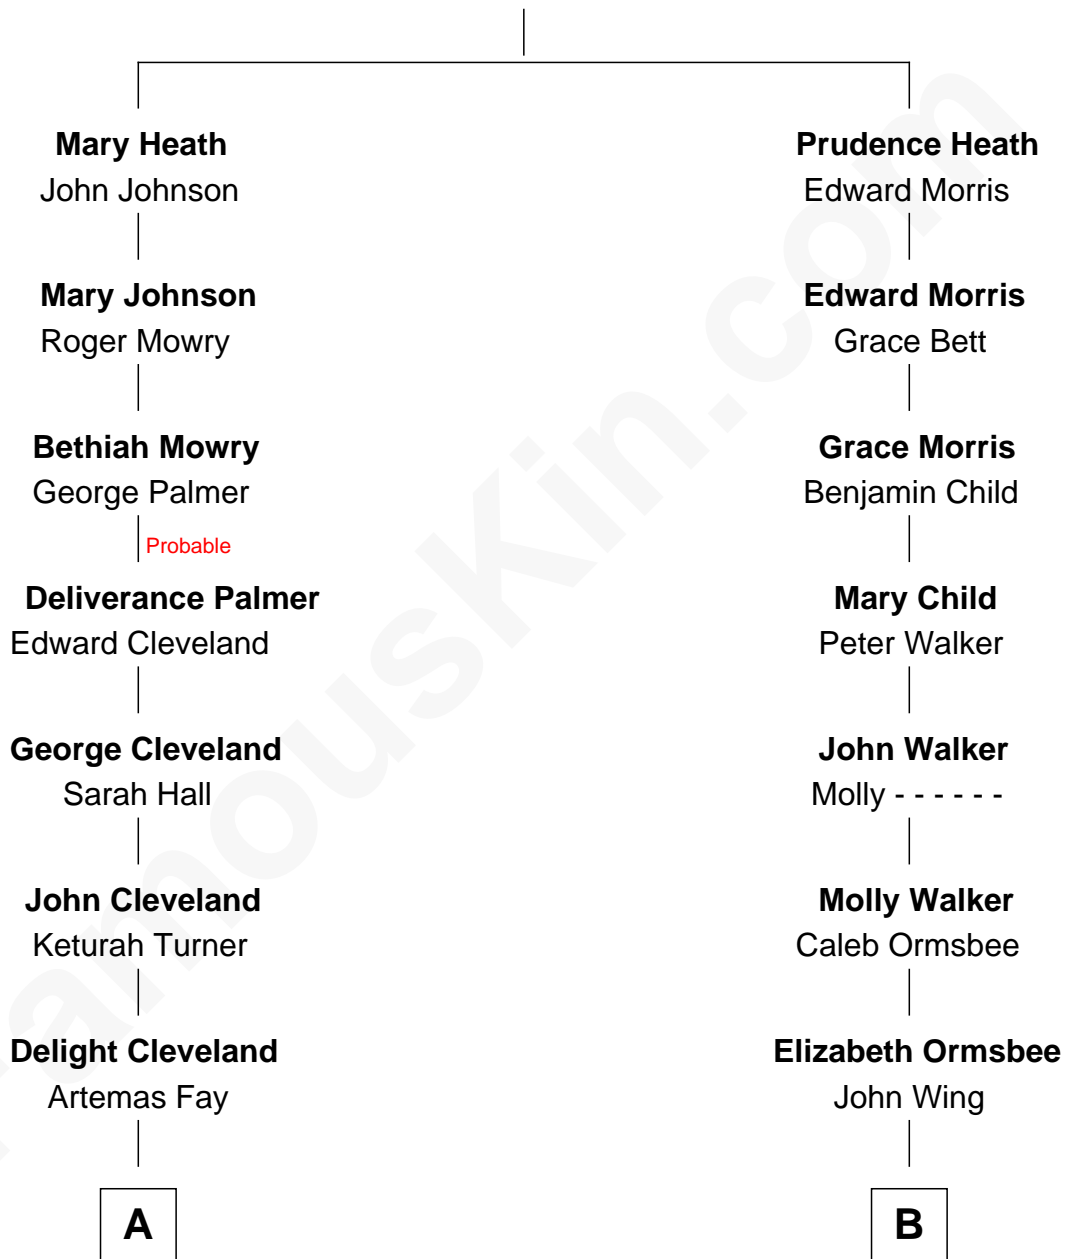 Mary Heath
John Johnson
Prudence Heath
Edward Morris
Mary Johnson
Roger Mowry
Edward Morris
Grace Bett
Bethiah Mowry
George Palmer
Grace Morris
Benjamin Child
Probable
Deliverance Palmer
Edward Cleveland
Mary Child
Peter Walker
George Cleveland
Sarah Hall
John Walker
Molly - - - - - -
John Cleveland
Keturah Turner
Molly Walker
Caleb Ormsbee
Delight Cleveland
Artemas Fay
Elizabeth Ormsbee
John Wing
A
B
FamousKin.com